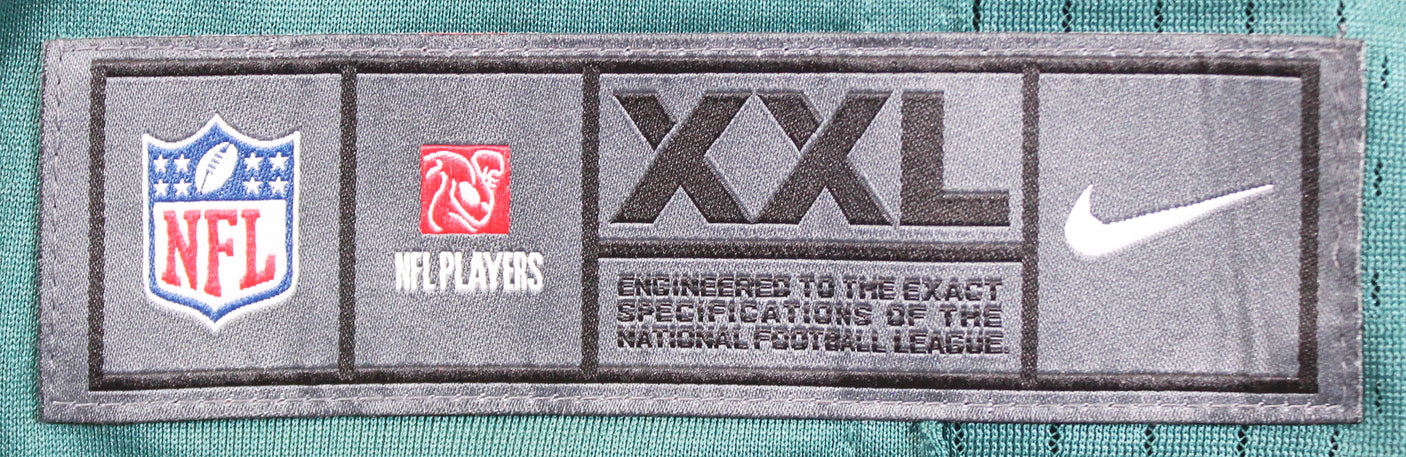 NFL
NFL PLAYERS
XXL
ENGINEERED TO THE EXACT
SPECIFICATIONS OF THE
NATIONAL FOOTBALL LEAGUE.